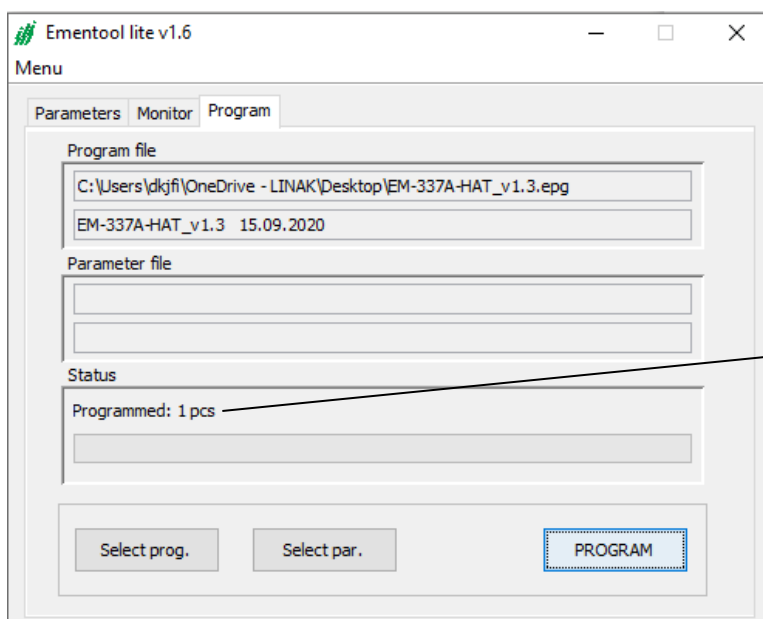 Ementool lite v1.6
Menu
Parameters Monitor Program
Program file
C:\Users\dkjfi\OneDrive - LINAK\Desktop\EM-337A-HAT_v1.3.epg
EM-337A-HAT_v1.3 15.09.2020
Parameter file
Status
Programmed: 1 pcs
Select prog. Select par. PROGRAM